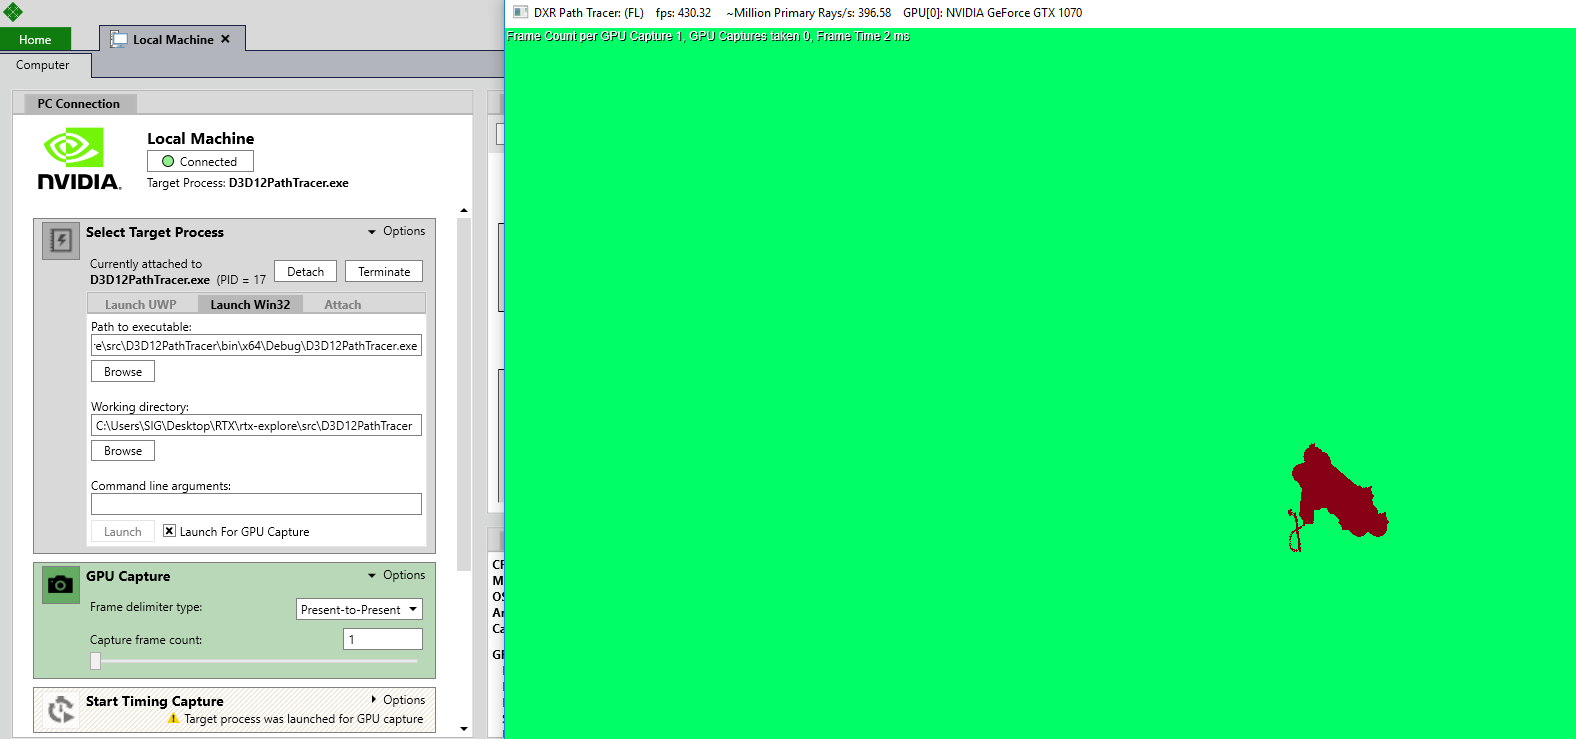 Home
Local Machine
Computer
PC Connection
NVIDIA.
Local Machine
Connected
Target Process: D3D12PathTracer.exe
Select Target Process
Options
Currently attached to
D3D12PathTracer.exe (PID = 17
Detach
Terminate
Launch UWP
Launch Win32
Attach
Path to executable:
e\src\D3D12PathTracer\bin\x64\Debug\D3D12PathTracer.exe
Browse
Working directory:
C:\Users\SIG\Desktop\RTX\rtx-explore\src\D3D12PathTracer
Browse
Command line arguments:
Launch
Launch For GPU Capture
GPU Capture
Options
Frame delimiter type:
Present-to-Present
Capture frame count:
1
Start Timing Capture
Options
Target process was launched for GPU capture
DXR Path Tracer: (FL) fps: 430.32 ~Million Primary Rays/s: 396.58 GPU[0]: NVIDIA GeForce GTX 1070
Frame Count per GPU Capture 1, GPU Captures taken 0, Frame Time 2 ms